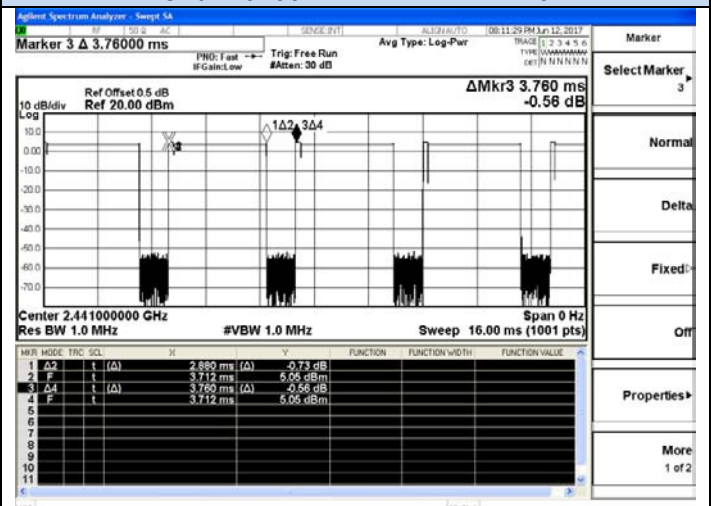 Agilent Spectrum Analyzer - Swept SA
RF 50 Ω AC SENSE:INT ALIGN AUTO 08:11:29 PM Jun 12, 2017
Marker 3 Δ 3.76000 ms
PNO: Fast
IFGain:Low
Trig: Free Run
#Atten: 30 dB
Avg Type: Log-Pwr
TRACE 1 2 3 4 5 6
TYPE
DET N N N N N N
Ref Offset 0.5 dB
10 dB/div Ref 20.00 dBm
Log
ΔMkr3 3.760 ms
-0.56 dB
1Δ2 3Δ4
10.0
0.00
-10.0
-20.0
-30.0
-40.0
-50.0
-60.0
-70.0
Center 2.441000000 GHz Span 0 Hz
Res BW 1.0 MHz #VBW 1.0 MHz Sweep 16.00 ms (1001 pts)
MKR MODE TRC SCL X Y FUNCTION FUNCTION WIDTH FUNCTION VALUE
1 Δ2 t (Δ) 2.880 ms (Δ) -0.73 dB
2 F t 3.712 ms 5.05 dBm
3 Δ4 t (Δ) 3.760 ms (Δ) -0.56 dB
4 F t 3.712 ms 5.05 dBm
5
6
7
8
9
10
11
Marker
Select Marker
3
Normal
Delta
Fixed
Off
Properties
More
1 of 2